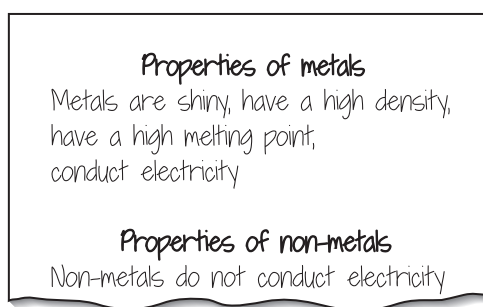 Properties of metals
Metals are shiny, have a high density,
have a high melting point,
conduct electricity
Properties of non-metals
Non-metals do not conduct electricity